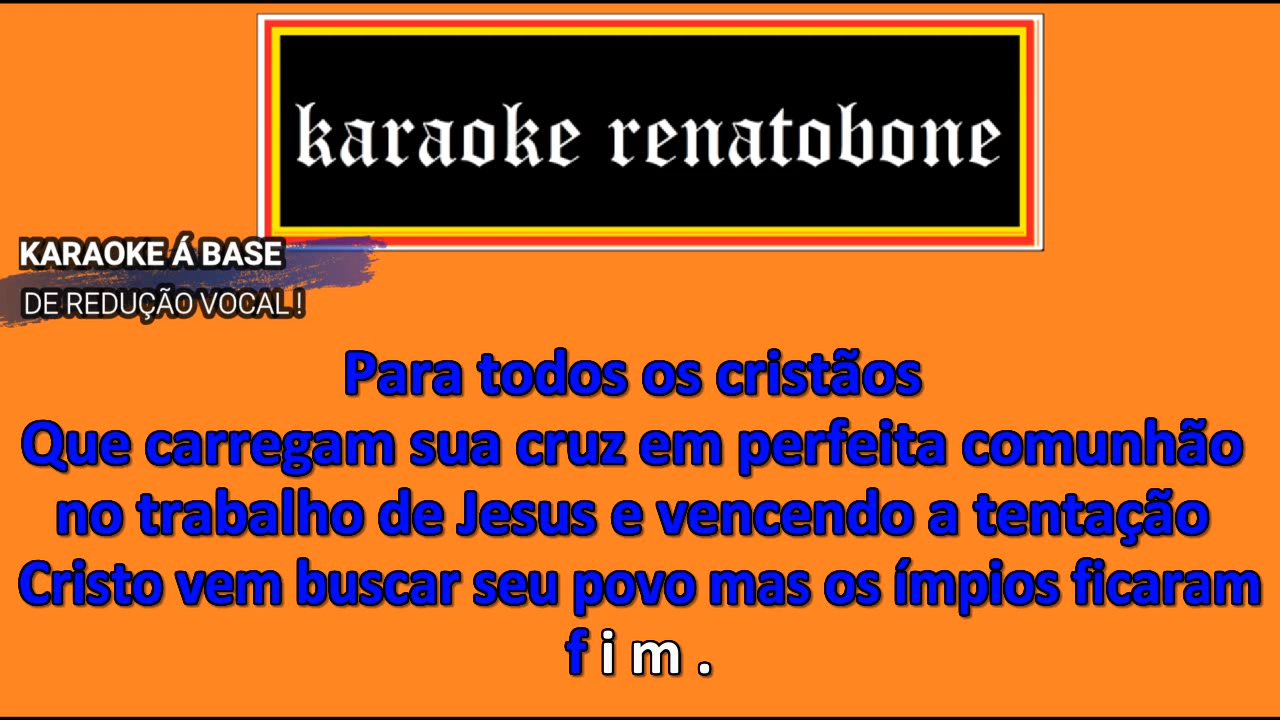 karaoke renatobone
KARAOKE Á BASE
DE REDUÇÃO VOCAL !
Para todos os cristãos
Que carregam sua cruz em perfeita comunhão
no trabalho de Jesus e vencendo a tentação
Cristo vem buscar seu povo mas os ímpios ficaram
f i m .